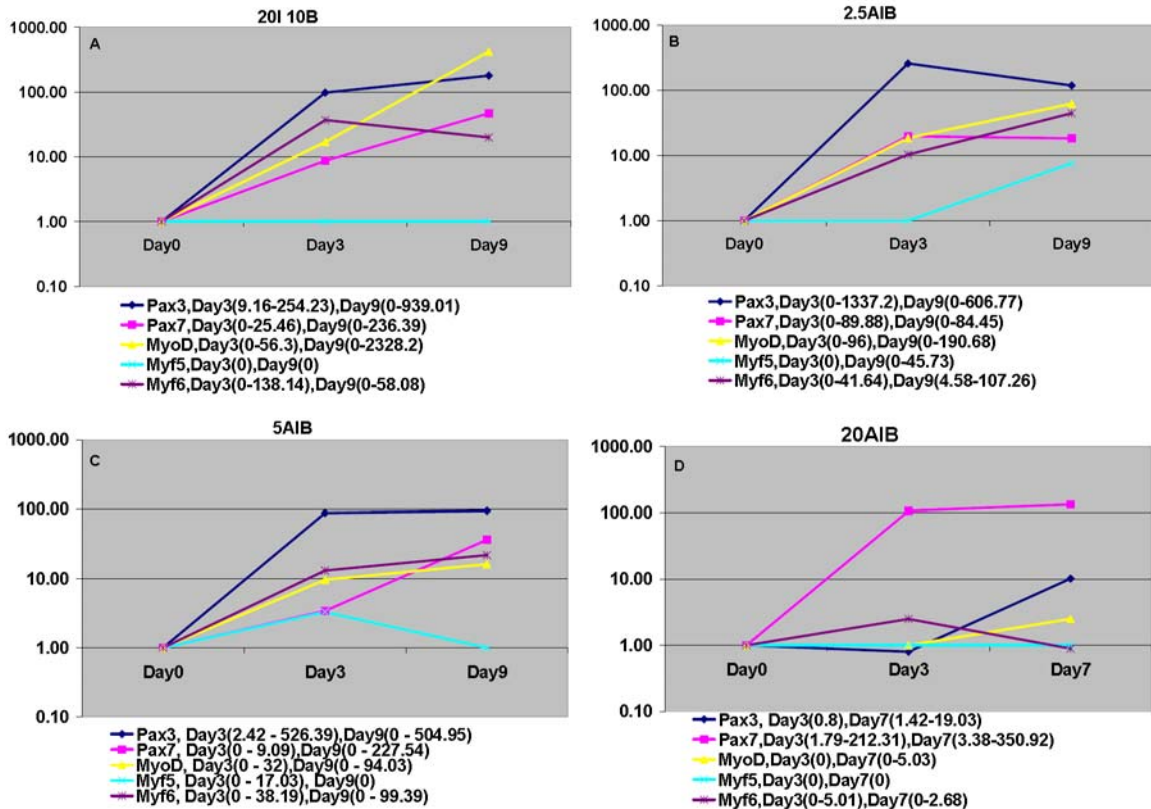 20I 10B
1000.00
A
100.00
10.00
1.00
Day0 Day3 Day9
0.10
Pax3,Day3(9.16-254.23),Day9(0-939.01)
Pax7,Day3(0-25.46),Day9(0-236.39)
MyoD,Day3(0-56.3),Day9(0-2328.2)
Myf5,Day3(0),Day9(0)
Myf6,Day3(0-138.14),Day9(0-58.08)
2.5AIB
1000.00
B
100.00
10.00
1.00
Day0 Day3 Day9
0.10
Pax3,Day3(0-1337.2),Day9(0-606.77)
Pax7,Day3(0-89.88),Day9(0-84.45)
MyoD,Day3(0-96),Day9(0-190.68)
Myf5,Day3(0),Day9(0-45.73)
Myf6,Day3(0-41.64),Day9(4.58-107.26)
5AIB
1000.00
C
100.00
10.00
1.00
Day0 Day3 Day9
0.10
Pax3, Day3(2.42 - 526.39),Day9(0 - 504.95)
Pax7, Day3(0 - 9.09),Day9(0 - 227.54)
MyoD, Day3(0 - 32),Day9(0 - 94.03)
Myf5, Day3(0 - 17.03), Day9(0)
Myf6, Day3(0 - 38.19),Day9(0 - 99.39)
20AIB
1000.00
D
100.00
10.00
1.00
Day0 Day3 Day7
0.10
Pax3, Day3(0.8),Day7(1.42-19.03)
Pax7,Day3(1.79-212.31),Day7(3.38-350.92)
MyoD,Day3(0),Day7(0-5.03)
Myf5,Day3(0),Day7(0)
Myf6,Day3(0-5.01),Day7(0-2.68)